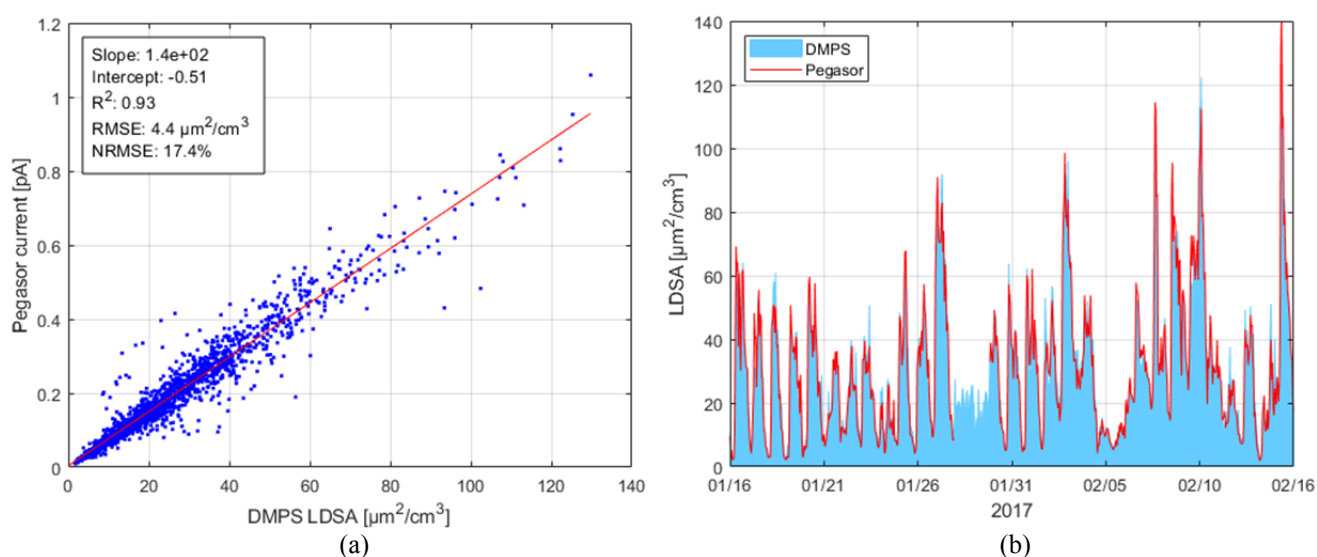 1.2
1
0.8
0.6
0.4
0.2
0
Slope: 1.4e+02
Intercept: -0.51
R²: 0.93
RMSE: 4.4 µm²/cm³
NRMSE: 17.4%
Pegasor current [pA]
0 20 40 60 80 100 120 140
DMPS LDSA [µm²/cm³]
(a)
140
120
100
80
60
40
20
0
DMPS
Pegasor
LDSA [µm²/cm³]
01/16 01/21 01/26 01/31 02/05 02/10 02/16
2017
(b)